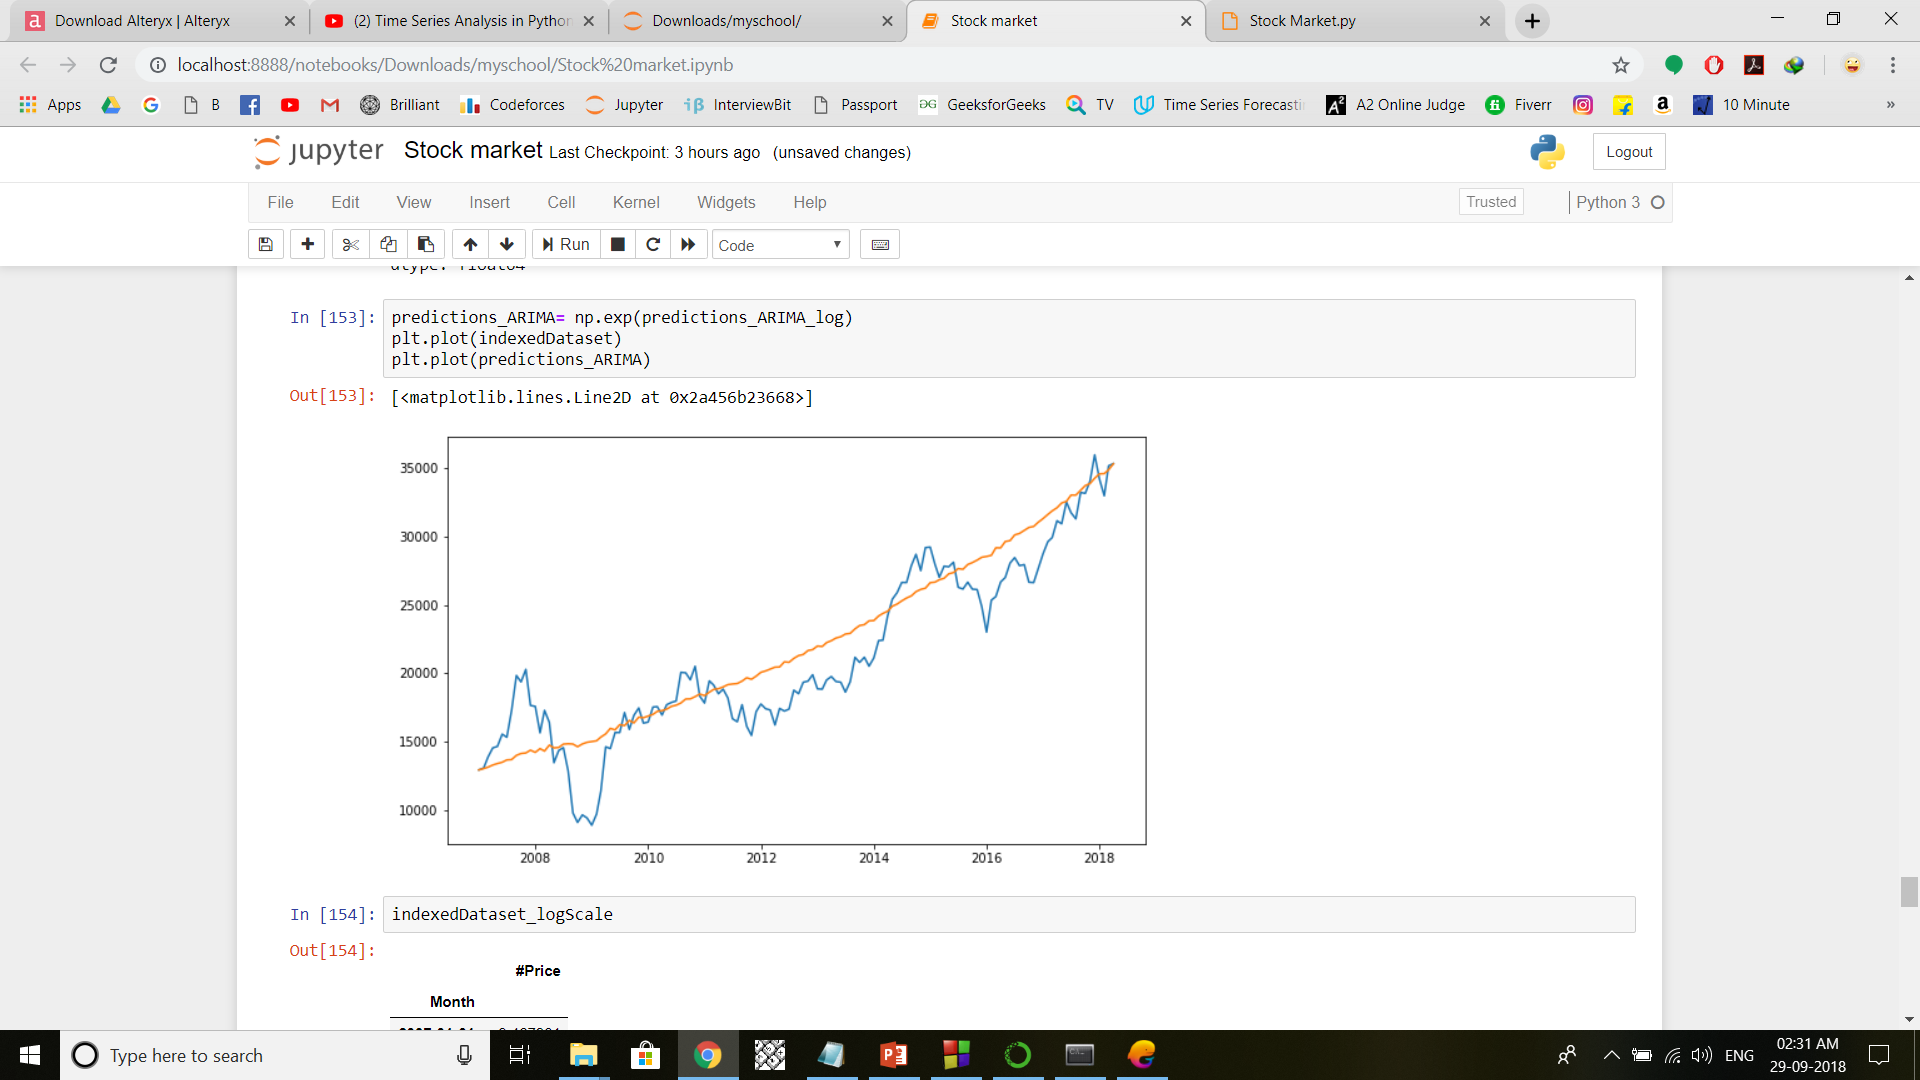 Download Alteryx | Alteryx
(2) Time Series Analysis in Python
Downloads/myschool/
Stock market
Stock Market.py
localhost:8888/notebooks/Downloads/myschool/Stock%20market.ipynb
Apps
B
Brilliant
Codeforces
Jupyter
InterviewBit
Passport
GeeksforGeeks
TV
Time Series Forecasti
A2 Online Judge
Fiverr
10 Minute
»
jupyter Stock market Last Checkpoint: 3 hours ago (unsaved changes)
Logout
File Edit View Insert Cell Kernel Widgets Help
Trusted
Python 3
Run
Code
dtype: float64
In [153]:
predictions_ARIMA= np.exp(predictions_ARIMA_log)
plt.plot(indexedDataset)
plt.plot(predictions_ARIMA)
Out[153]: [<matplotlib.lines.Line2D at 0x2a456b23668>]
35000
30000
25000
20000
15000
10000
2008 2010 2012 2014 2016 2018
In [154]: indexedDataset_logScale
Out[154]:
#Price
Month
Type here to search
ENG
02:31 AM
29-09-2018